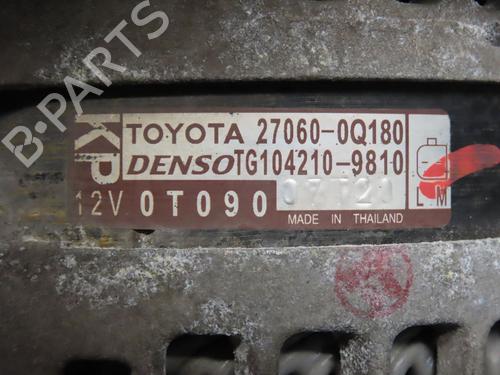 B-PARTS
KP
TOYOTA 27060-0Q180
DENSO TG104210-9810
12V 0T090
MADE IN THAILAND
L M